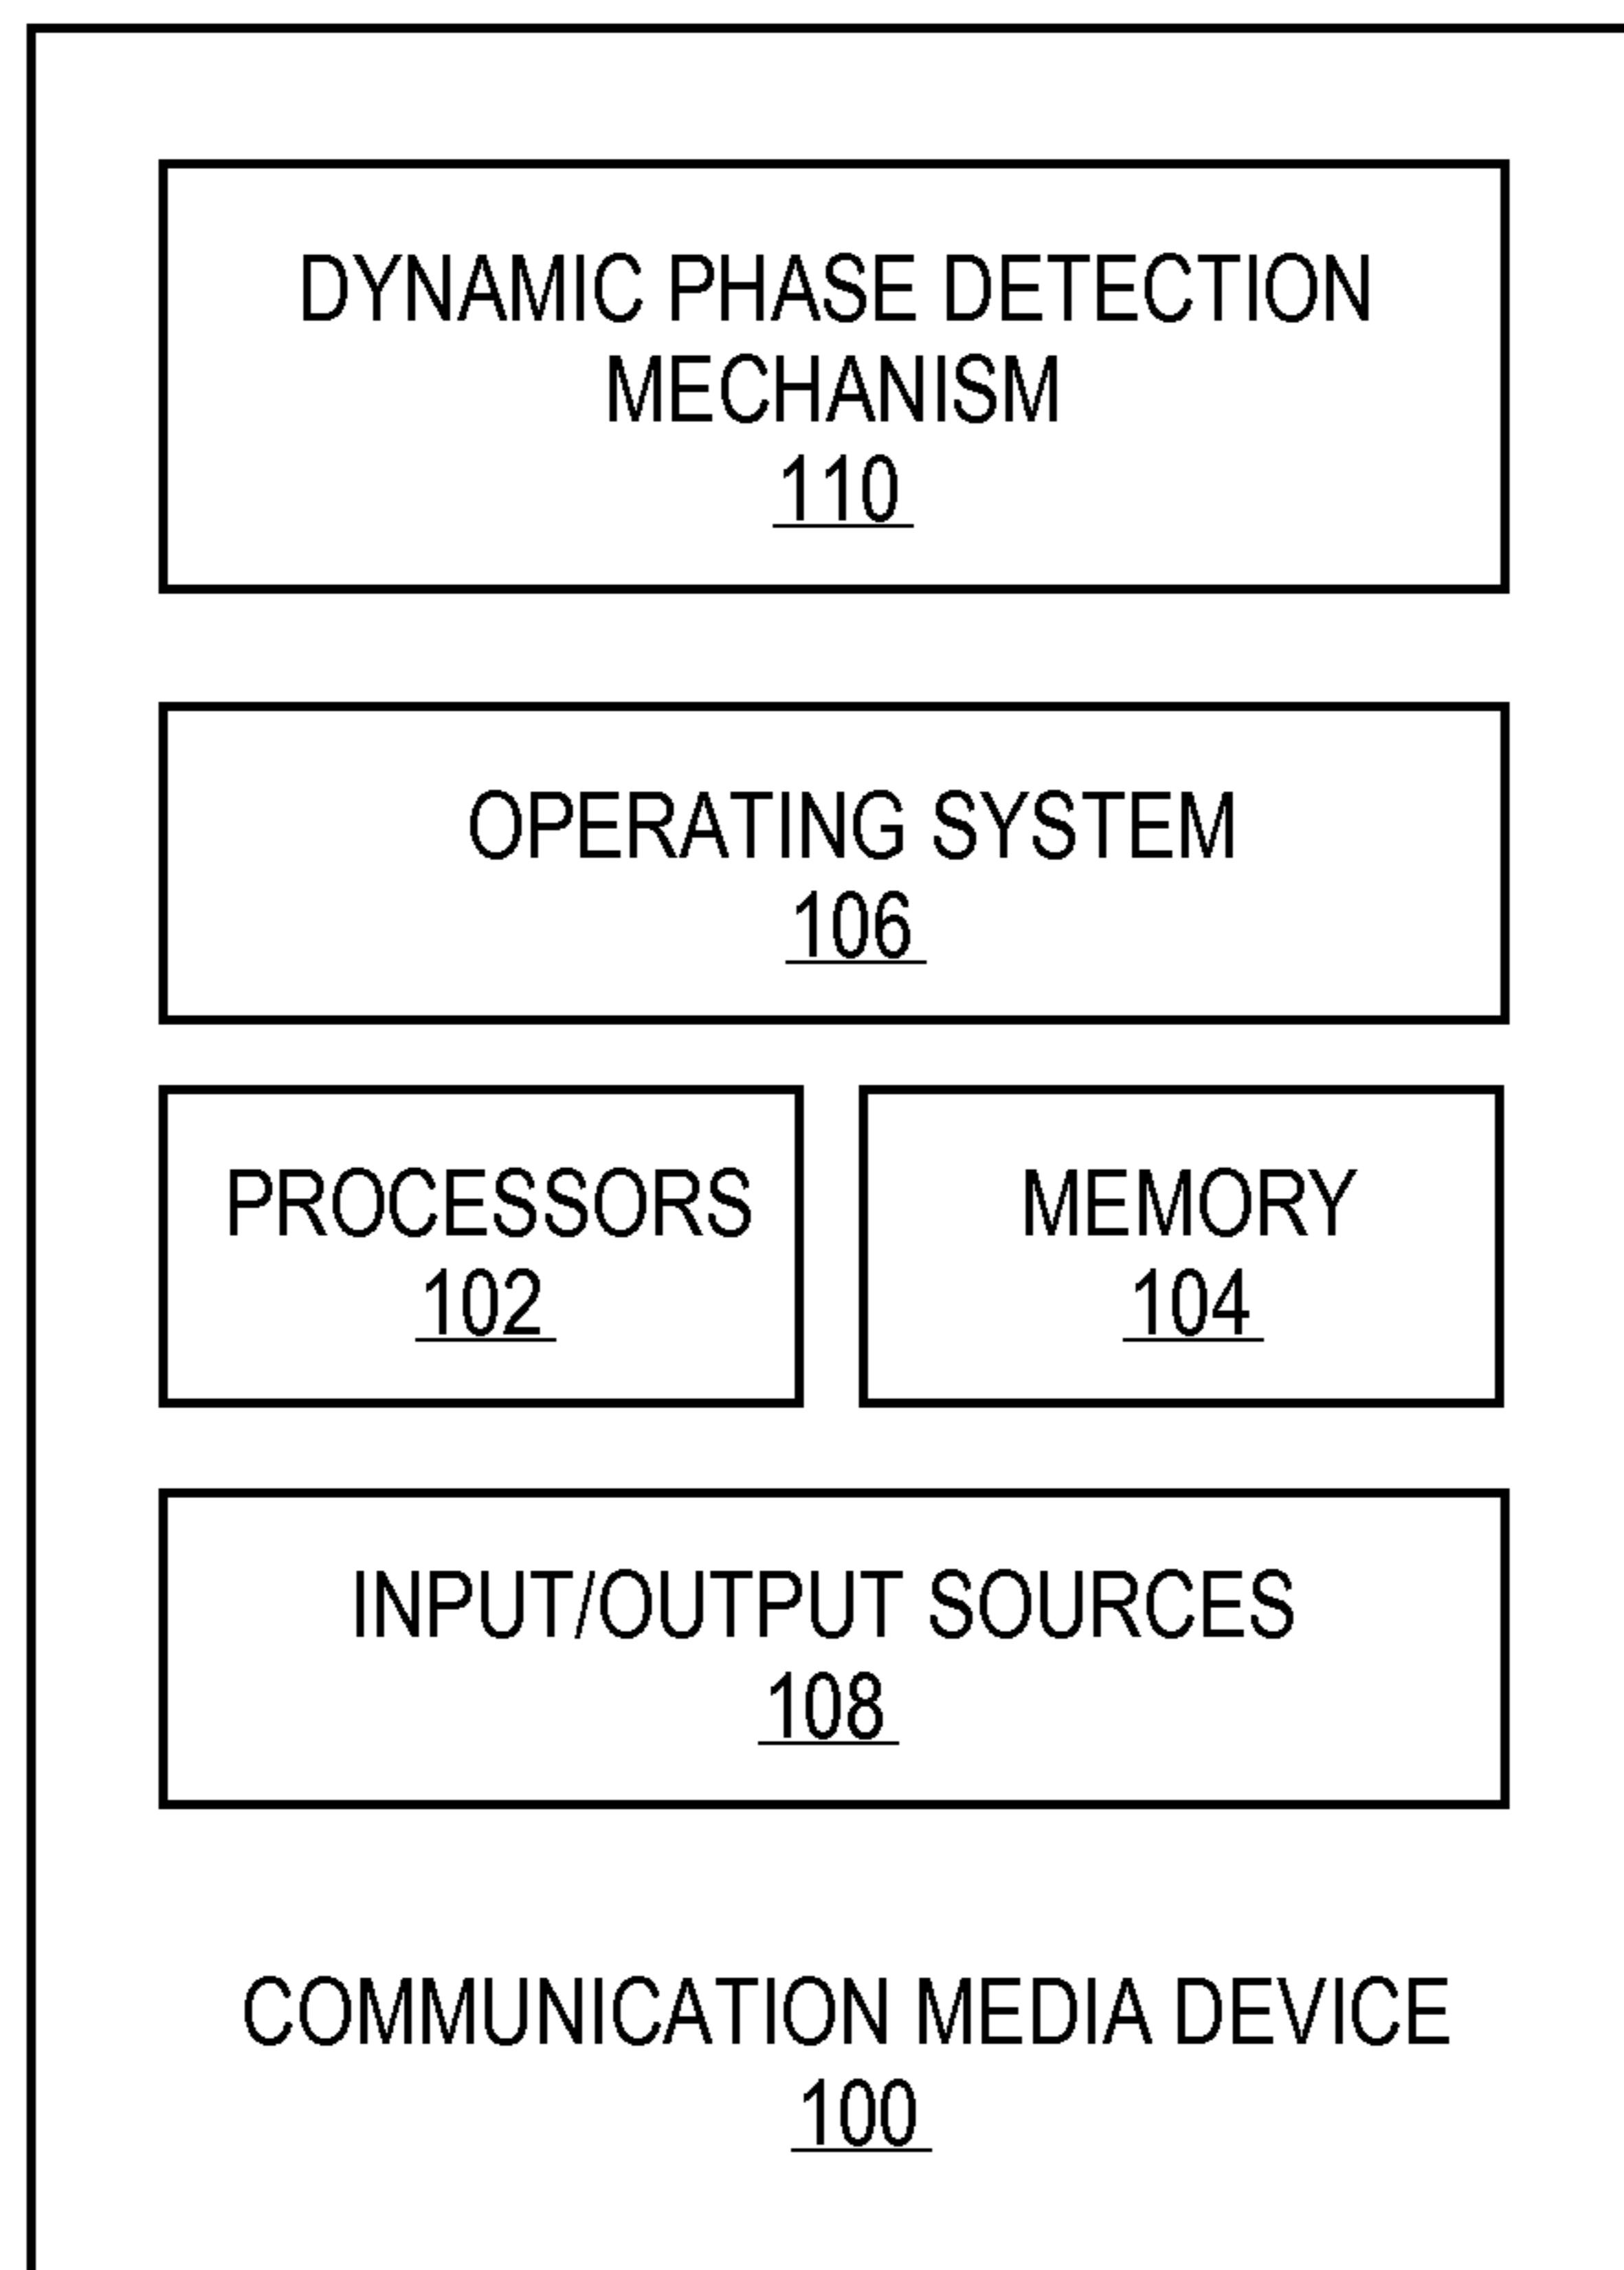 DYNAMIC PHASE DETECTION
MECHANISM
110
OPERATING SYSTEM
106
PROCESSORS
102
MEMORY
104
INPUT/OUTPUT SOURCES
108
COMMUNICATION MEDIA DEVICE
100